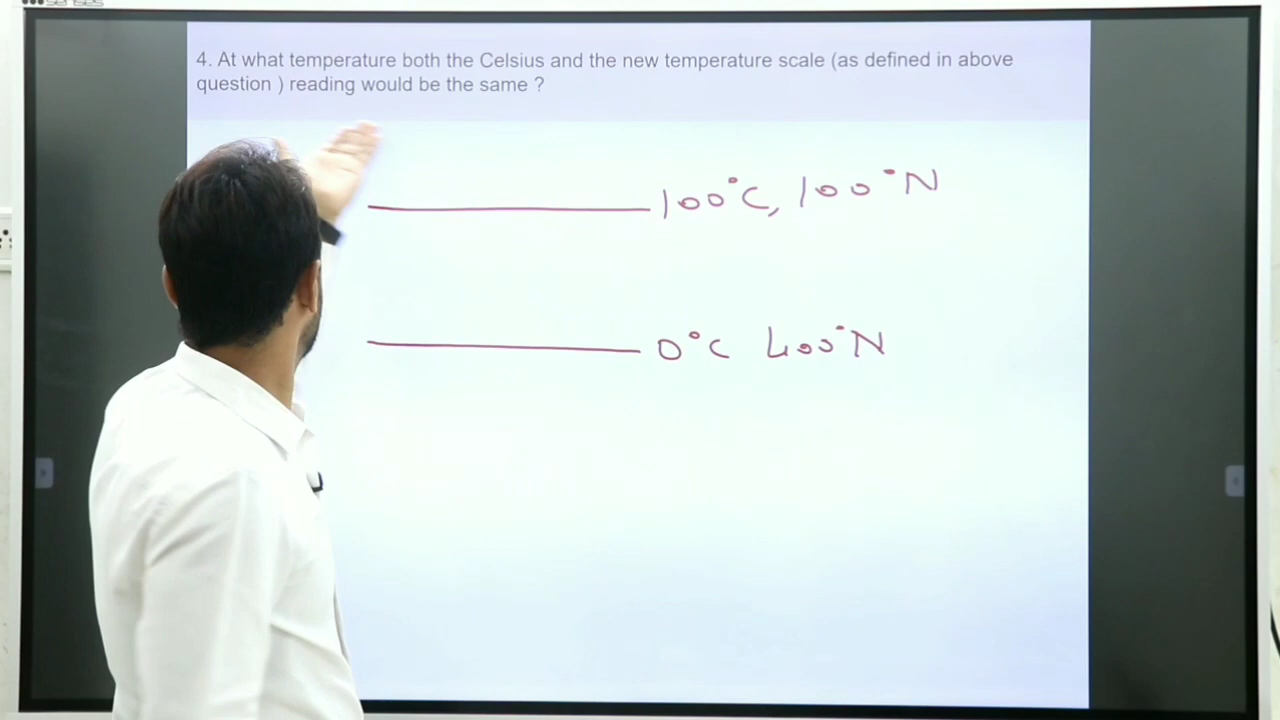 4. At what temperature both the Celsius and the new temperature scale (as defined in above
question ) reading would be the same ?
100°C, 100°N
0°C 400°N